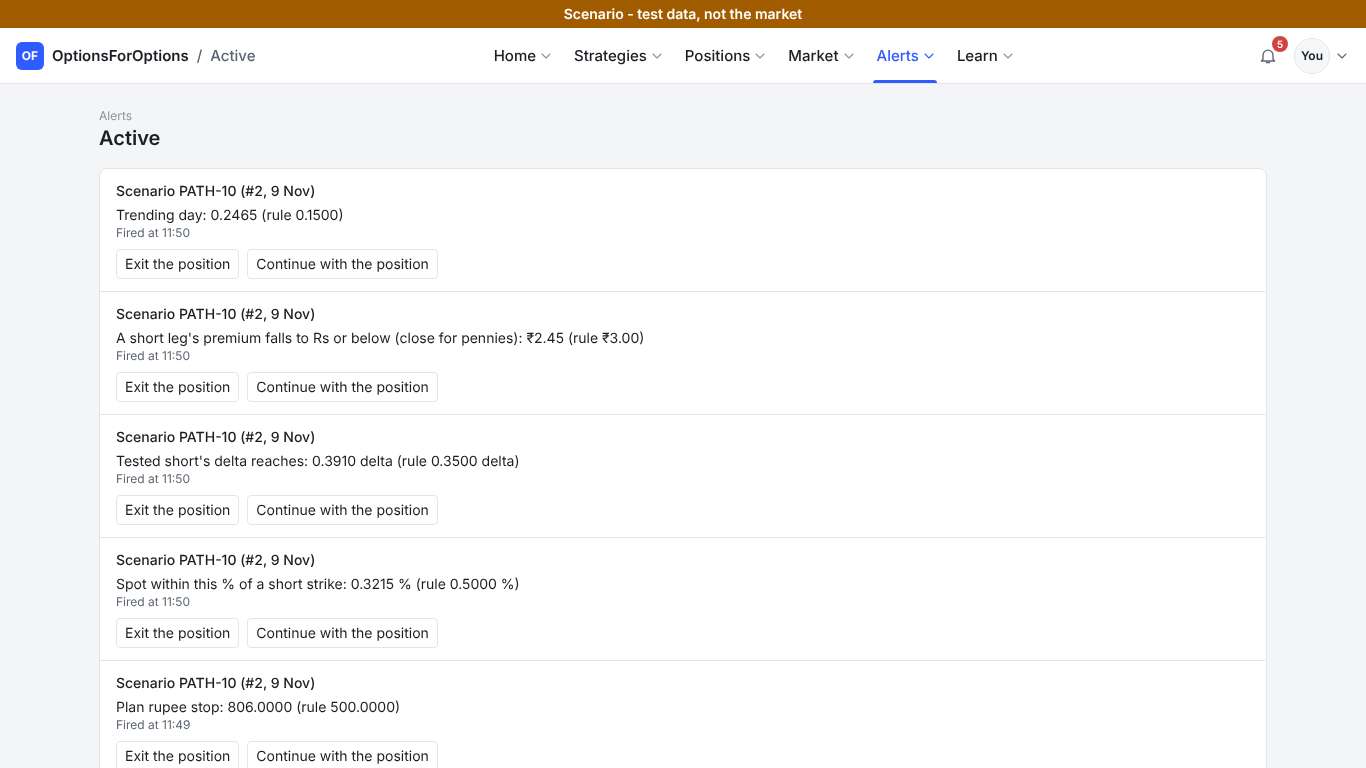 Scenario - test data, not the market
OF OptionsForOptions / Active Home Strategies Positions Market Alerts Learn 5 You
Alerts
Active
Scenario PATH-10 (#2, 9 Nov)
Trending day: 0.2465 (rule 0.1500)
Fired at 11:50
Exit the position Continue with the position
Scenario PATH-10 (#2, 9 Nov)
A short leg's premium falls to Rs or below (close for pennies): ₹2.45 (rule ₹3.00)
Fired at 11:50
Exit the position Continue with the position
Scenario PATH-10 (#2, 9 Nov)
Tested short's delta reaches: 0.3910 delta (rule 0.3500 delta)
Fired at 11:50
Exit the position Continue with the position
Scenario PATH-10 (#2, 9 Nov)
Spot within this % of a short strike: 0.3215 % (rule 0.5000 %)
Fired at 11:50
Exit the position Continue with the position
Scenario PATH-10 (#2, 9 Nov)
Plan rupee stop: 806.0000 (rule 500.0000)
Fired at 11:49
Exit the position Continue with the position